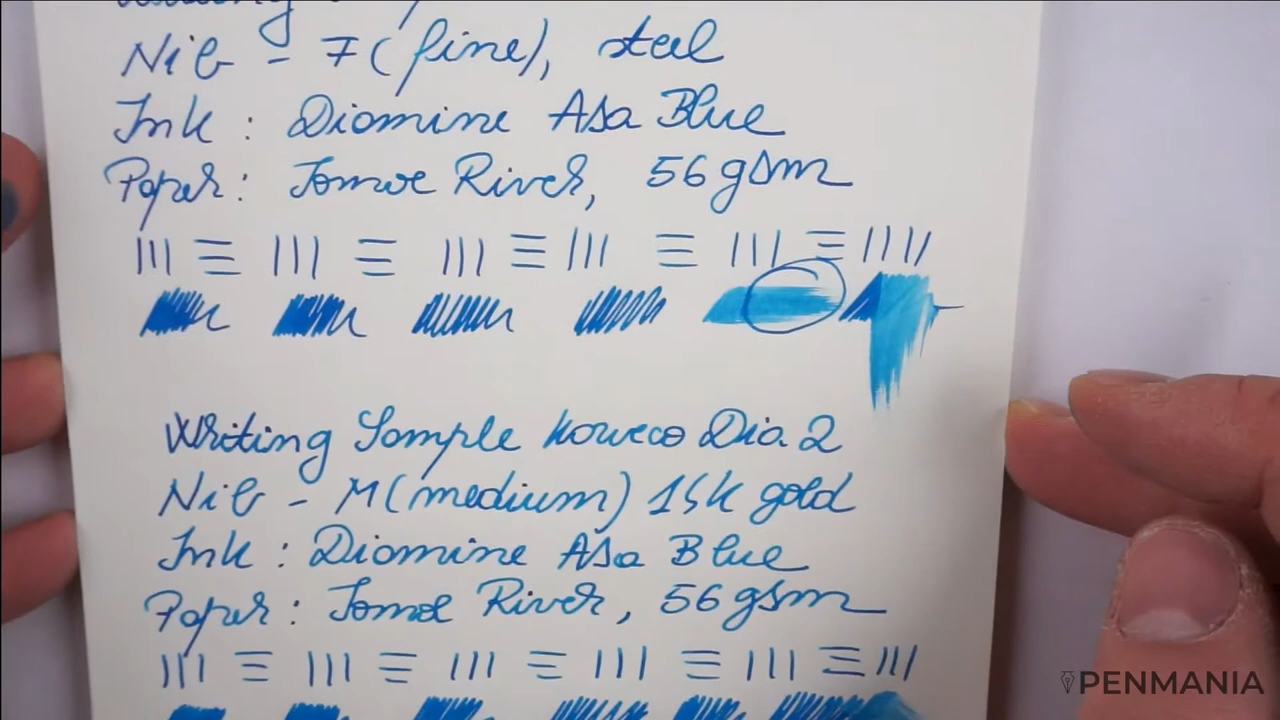 Nib - F (fine), steel
Ink : Diamine Asa Blue
Paper : Tomoe River, 56 gsm
Writing Sample Kaweco Dia 2
Nib - M (medium) 14k gold
Ink : Diamine Asa Blue
Paper : Tomoe River, 56 gsm
PENMANIA